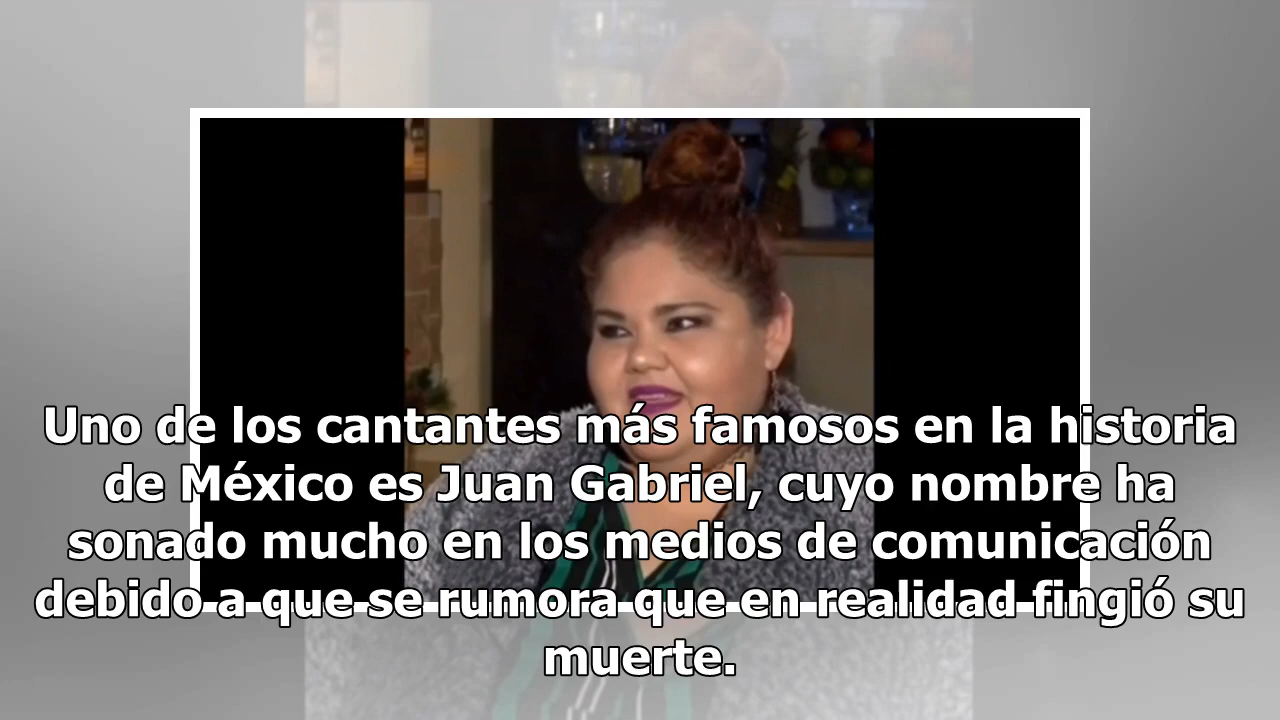 Uno de los cantantes más famosos en la historia
de México es Juan Gabriel, cuyo nombre ha
sonado mucho en los medios de comunicación
debido a que se rumora que en realidad fingió su
muerte.